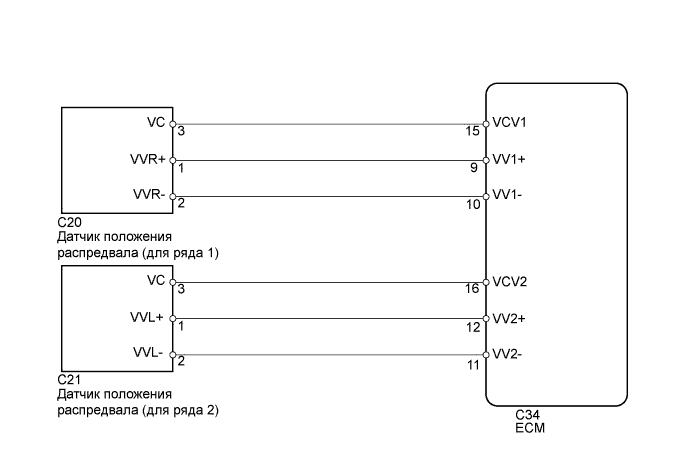 VC 3 15 VCV1
VVR+ 1 9 VV1+
VVR- 2 10 VV1-
C20
Датчик положения
распредвала (для ряда 1)
VC 3 16 VCV2
VVL+ 1 12 VV2+
VVL- 2 11 VV2-
C21
Датчик положения
распредвала (для ряда 2)
C34
ECM